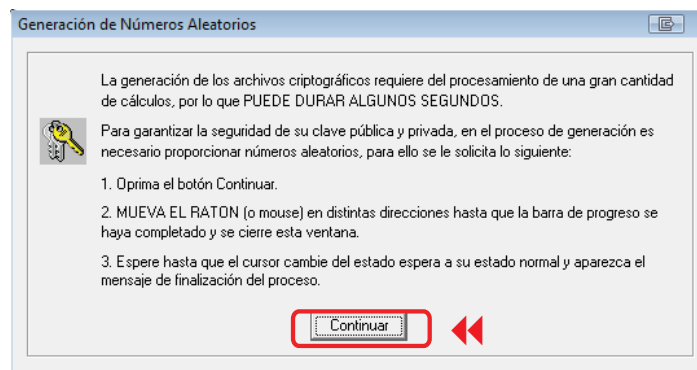 Generación de Números Aleatorios
La generación de los archivos criptográficos requiere del procesamiento de una gran cantidad
de cálculos, por lo que PUEDE DURAR ALGUNOS SEGUNDOS.
Para garantizar la seguridad de su clave pública y privada, en el proceso de generación es
necesario proporcionar números aleatorios, para ello se le solicita lo siguiente:
1. Oprima el botón Continuar.
2. MUEVA EL RATON (o mouse) en distintas direcciones hasta que la barra de progreso se
haya completado y se cierre esta ventana.
3. Espere hasta que el cursor cambie del estado espera a su estado normal y aparezca el
mensaje de finalización del proceso.
Continuar